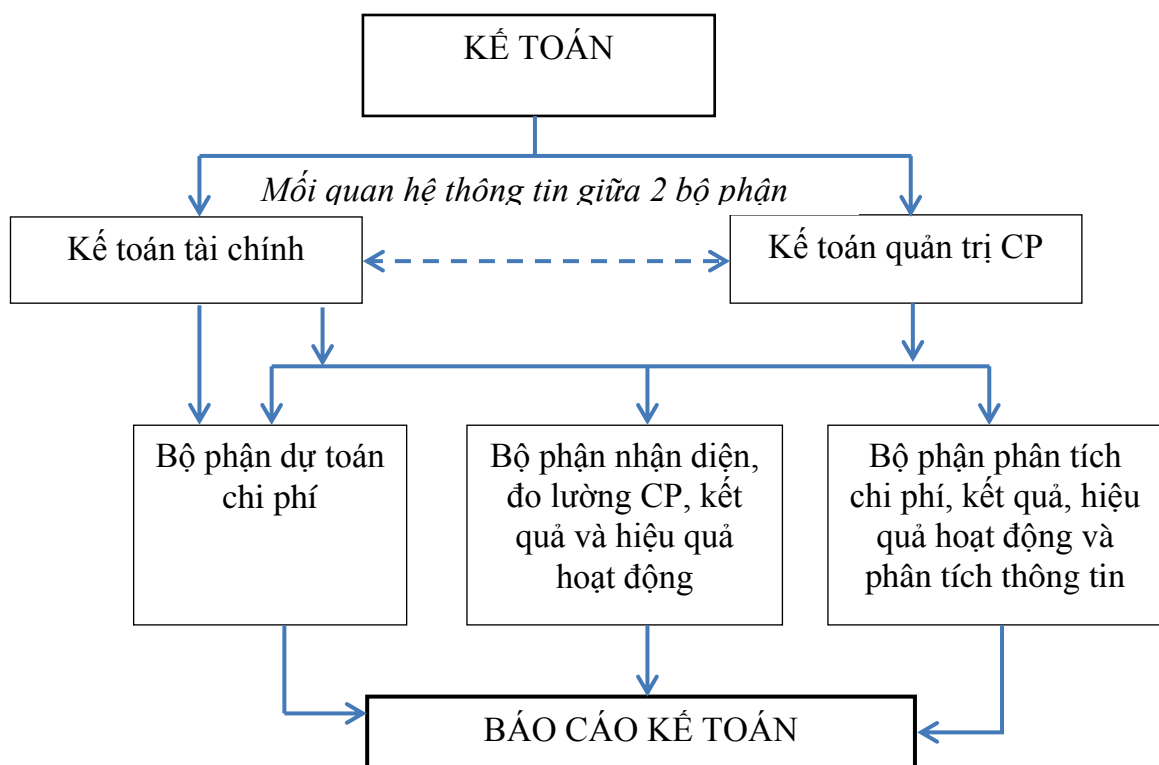 KẾ TOÁN
Mối quan hệ thông tin giữa 2 bộ phận
Kế toán tài chính
Kế toán quản trị CP
Bộ phận dự toán
chi phí
Bộ phận nhận diện,
đo lường CP, kết
quả và hiệu quả
hoạt động
Bộ phận phân tích
chi phí, kết quả, hiệu
quả hoạt động và
phân tích thông tin
BÁO CÁO KẾ TOÁN